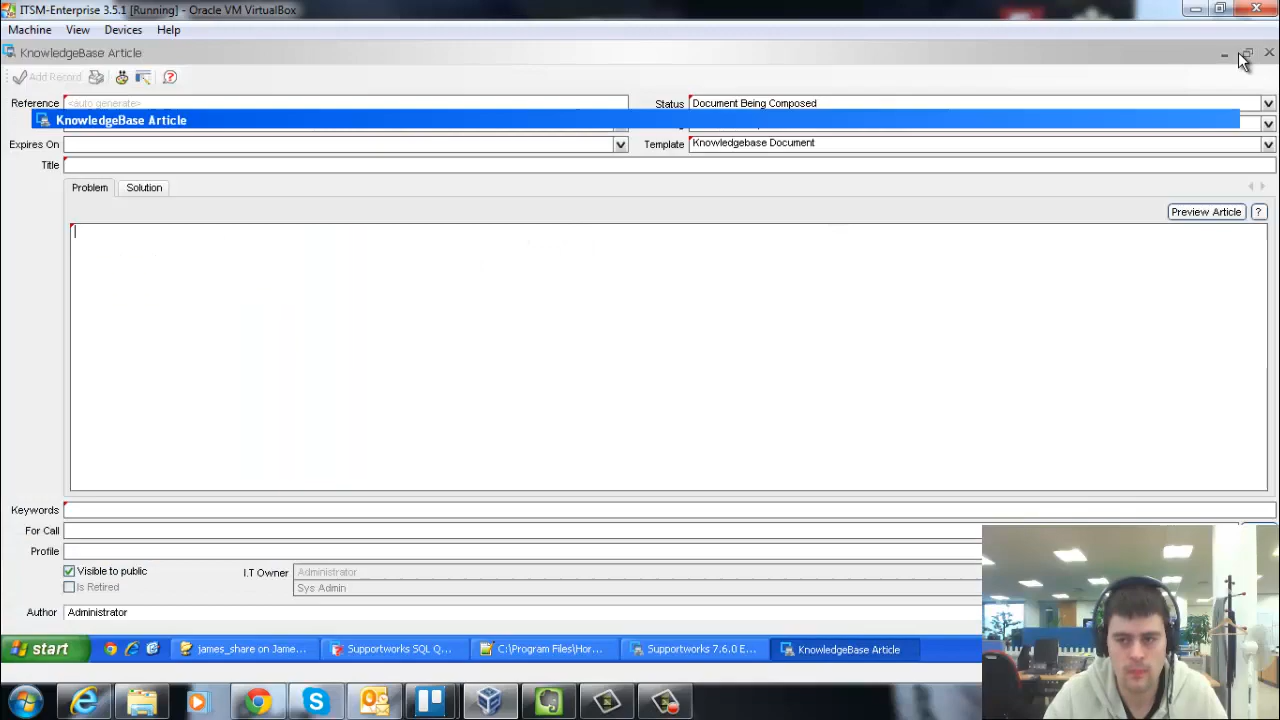 ITSM-Enterprise 3.5.1 [Running] - Oracle VM VirtualBox
Machine View Devices Help
KnowledgeBase Article
Add Record
Reference <auto generate> Status Document Being Composed
KnowledgeBase Article
Expires On Template Knowledgebase Document
Title
Problem Solution
Preview Article ?
Keywords
For Call
Profile
Visible to public I.T Owner Administrator
Is Retired Sys Admin
Author Administrator
start james_share on Jame... Supportworks SQL Q... C:\Program Files\Hor... Supportworks 7.6.0 E... KnowledgeBase Article